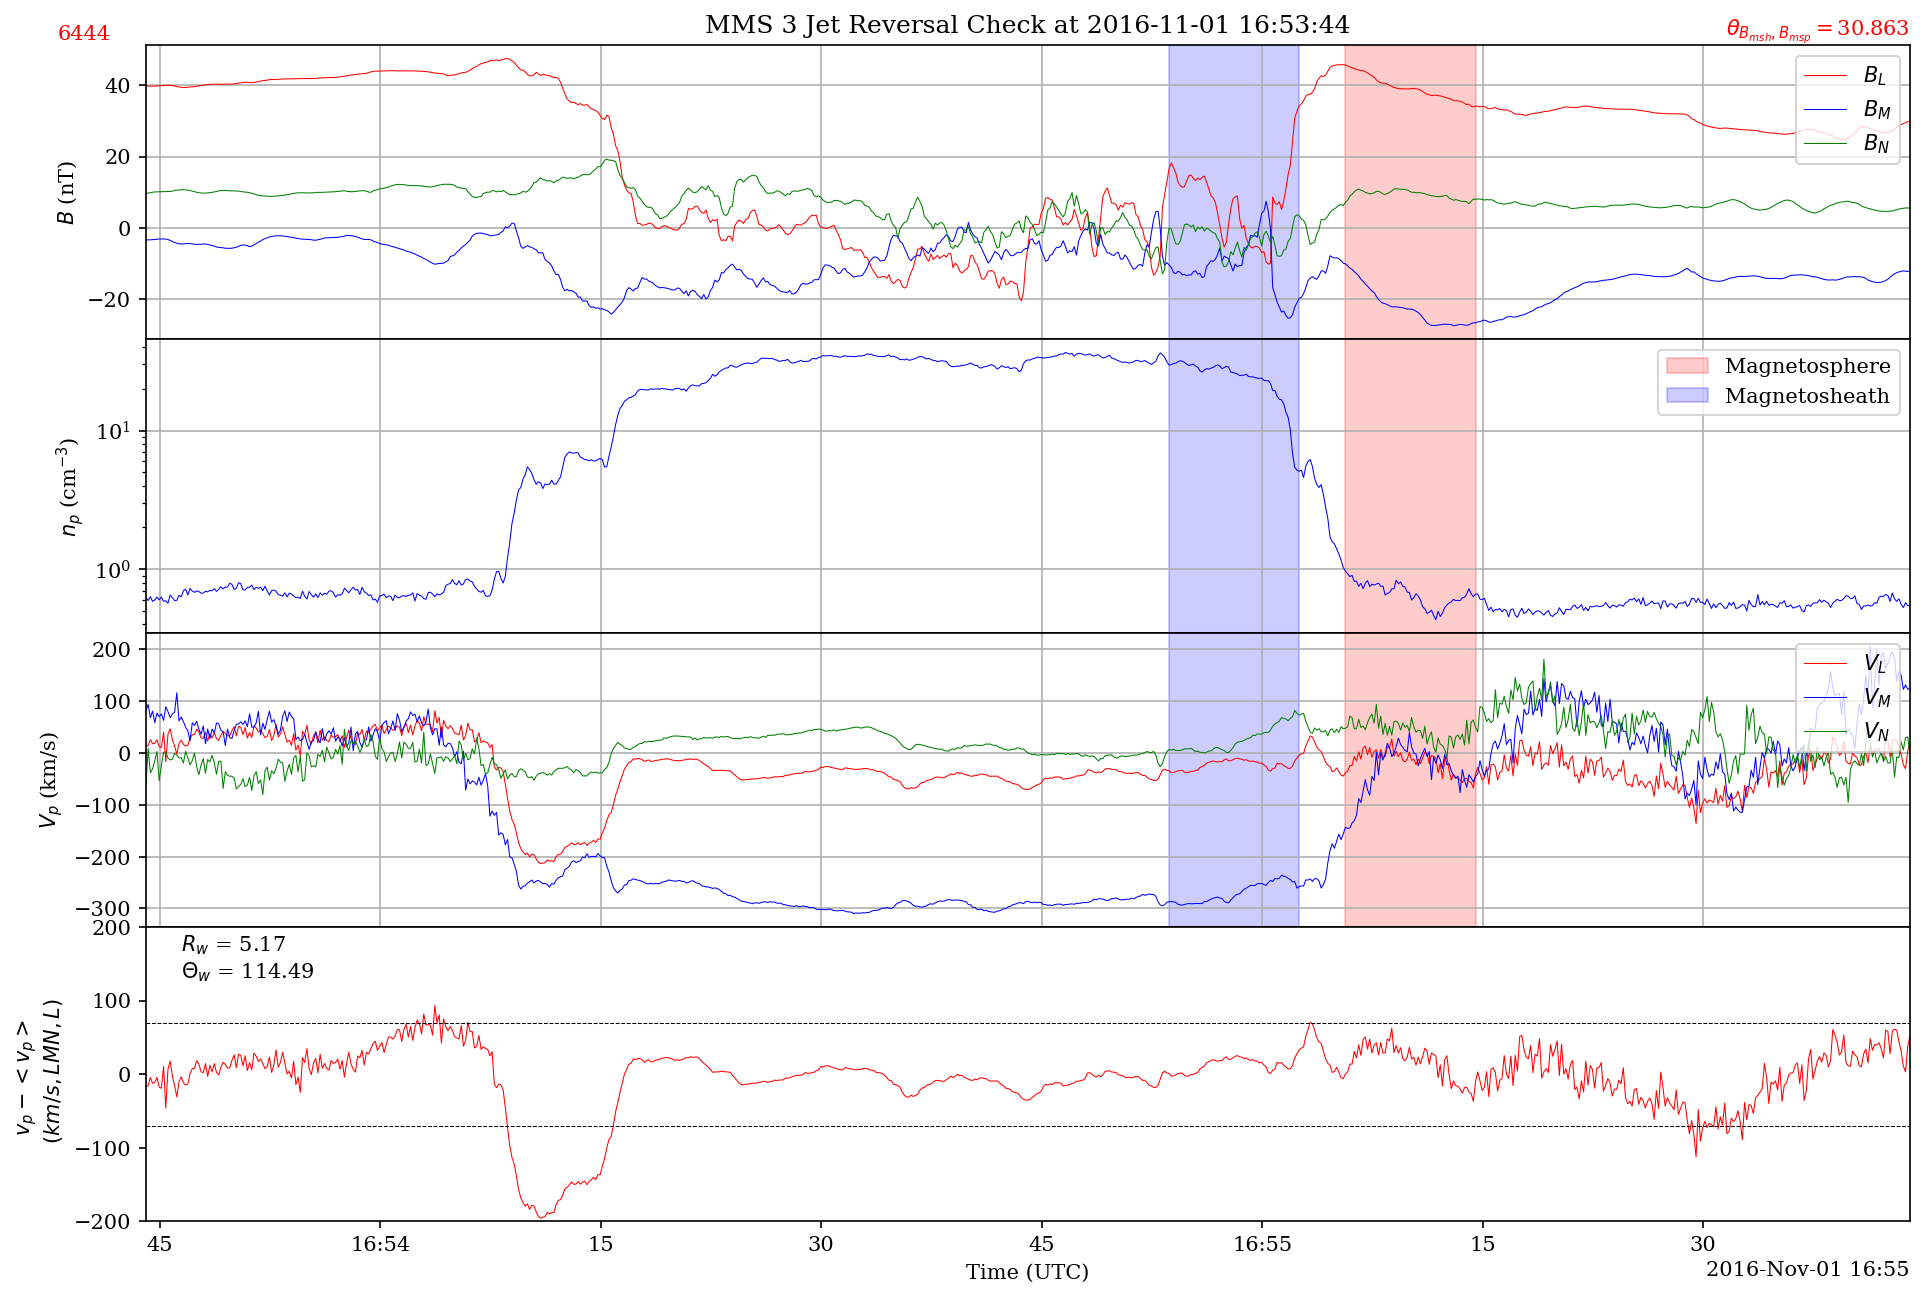 MMS 3 Jet Reversal Check at 2016-11-01 16:53:44
6444
θ_{B_{msh}, B_{msp}} = 30.863
40
20
0
−20
B (nT)
B_L
B_M
B_N
10^1
10^0
n_p (cm^{−3})
Magnetosphere
Magnetosheath
200
100
0
−100
−200
−300
V_p (km/s)
V_L
V_M
V_N
200
100
0
−100
−200
v_p − < v_p >
(km/s, LMN, L)
R_w = 5.17
Θ_w = 114.49
45
16:54
15
30
45
16:55
15
30
Time (UTC)
2016-Nov-01 16:55